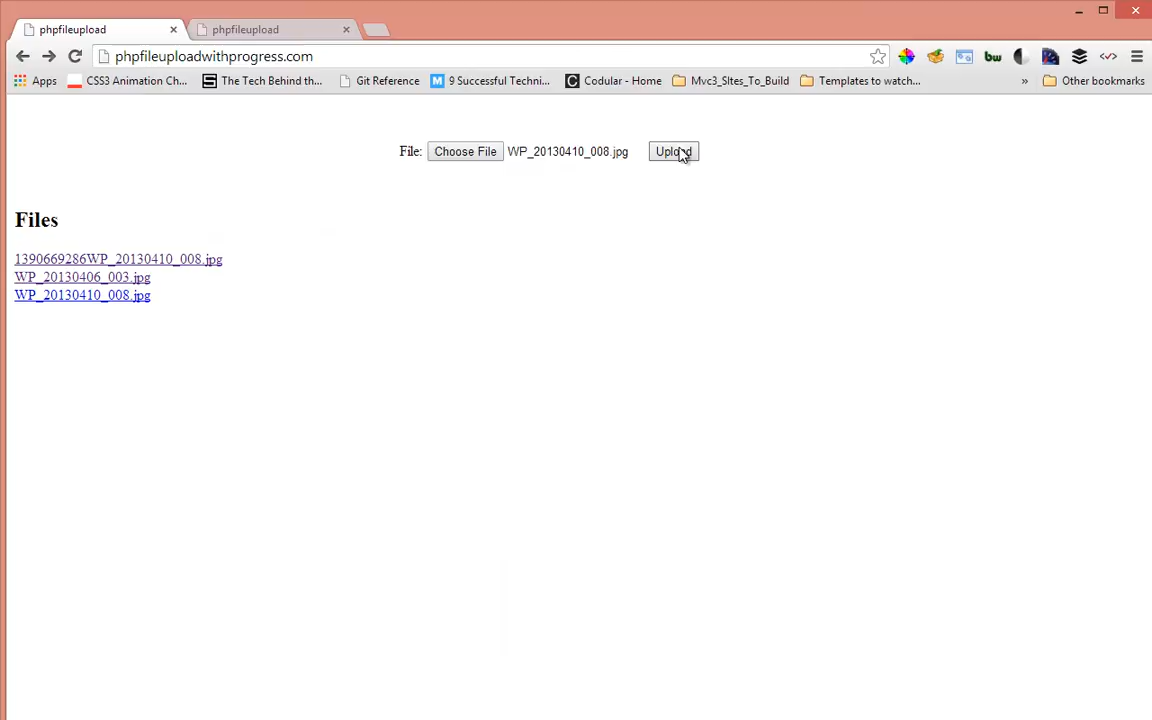 phpfileupload
phpfileupload
phpfileuploadwithprogress.com
bw
Apps CSS3 Animation Ch... The Tech Behind th... Git Reference M 9 Successful Techni... C Codular - Home Mvc3_SItes_To_Build Templates to watch... » Other bookmarks
File: Choose File WP_20130410_008.jpg Upload
Files
1390669286WP_20130410_008.jpg
WP_20130406_003.jpg
WP_20130410_008.jpg